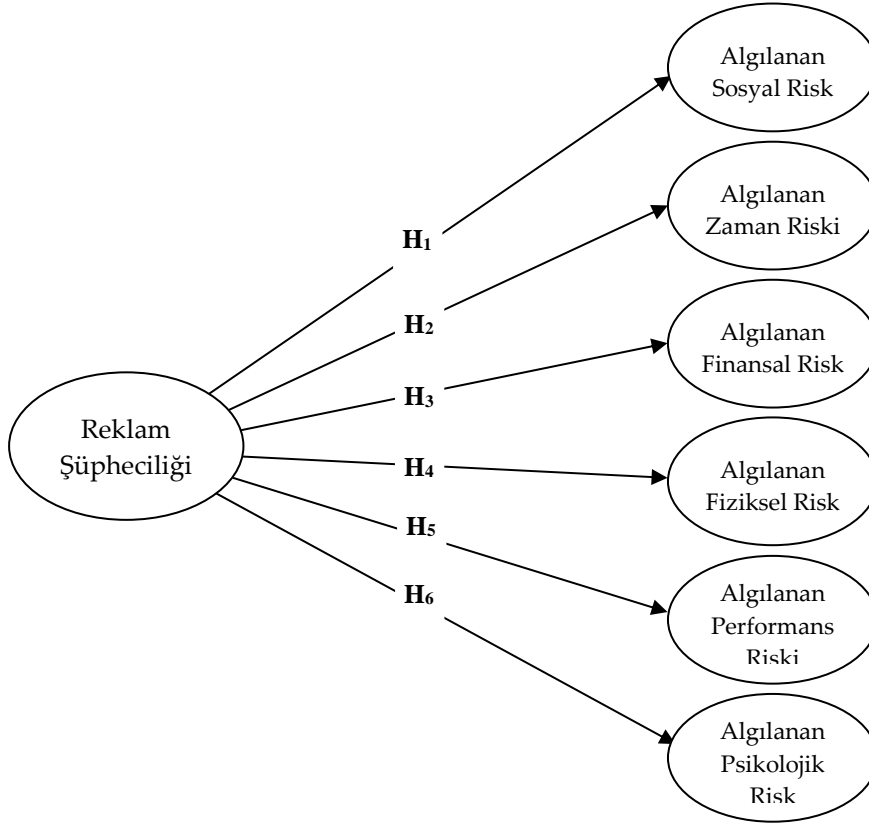 Algılanan
Sosyal Risk
Algılanan
Zaman Riski
H1
H2
Algılanan
Finansal Risk
H3
Reklam
Şüpheciliği
H4
Algılanan
Fiziksel Risk
H5
H6
Algılanan
Performans
Riski
Algılanan
Psikolojik
Risk